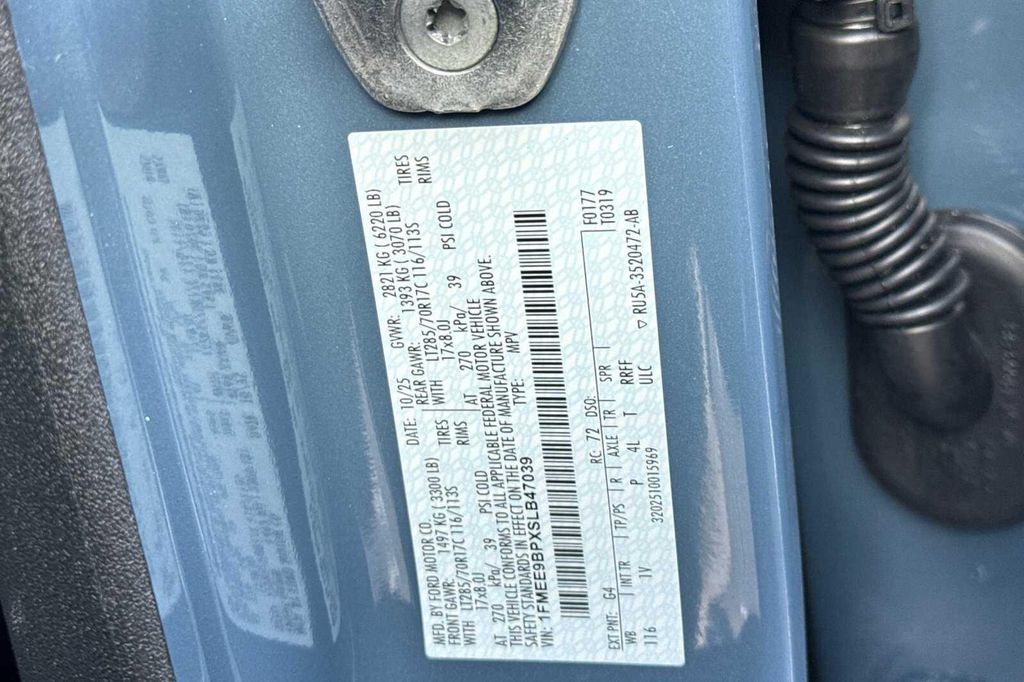 MFD. BY FORD MOTOR CO.
DATE: 10/25
GVWR: 2821 KG ( 6220 LB)
FRONT GAWR: 1497 KG ( 3300 LB)
REAR GAWR: 1393 KG ( 3070 LB)
WITH LT285/70R17C 116/113S TIRES
WITH LT285/70R17C 116/113S TIRES
17x8.0J RIMS
17x8.0J RIMS
AT 270 kPa/ 39 PSI COLD
AT 270 kPa/ 39 PSI COLD
THIS VEHICLE CONFORMS TO ALL APPLICABLE FEDERAL MOTOR VEHICLE
SAFETY STANDARDS IN EFFECT ON THE DATE OF MANUFACTURE SHOWN ABOVE.
VIN: 1FMEE9BPXSLB47039
TYPE: MPV
EXT PNT: G4 RC: 72 DSO: F0177
WB INT TR TP/PS R AXLE TR SPR T0319
116 1V P 4L T RRFF
3202510015969 ULC ▽ RU5A-3520472-AB